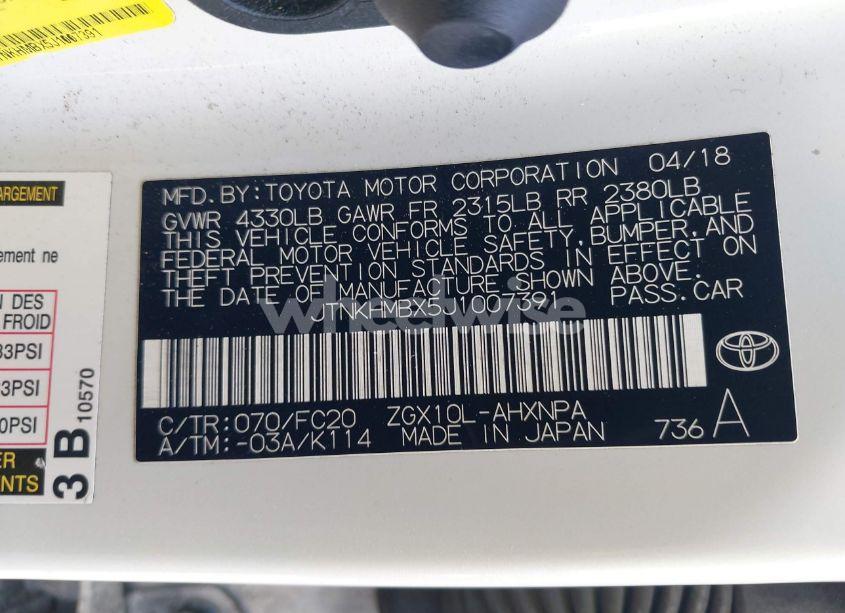 ARGEMENT
ement ne
N DES
FROID
33PSI
3PSI
0PSI
ER
ENTS
3 B
10570
MFD. BY: TOYOTA MOTOR CORPORATION 04/18
GVWR 4330LB GAWR FR 2315LB RR 2380LB
THIS VEHICLE CONFORMS TO ALL APPLICABLE
FEDERAL MOTOR VEHICLE SAFETY, BUMPER, AND
THEFT PREVENTION STANDARDS IN EFFECT ON
THE DATE OF MANUFACTURE SHOWN ABOVE.
JTNKHMBX5J1007391 PASS. CAR
wheelwise
C/TR: 070/FC20 ZGX10L-AHXNPA
A/TM: -03A/K114 MADE IN JAPAN 736 A